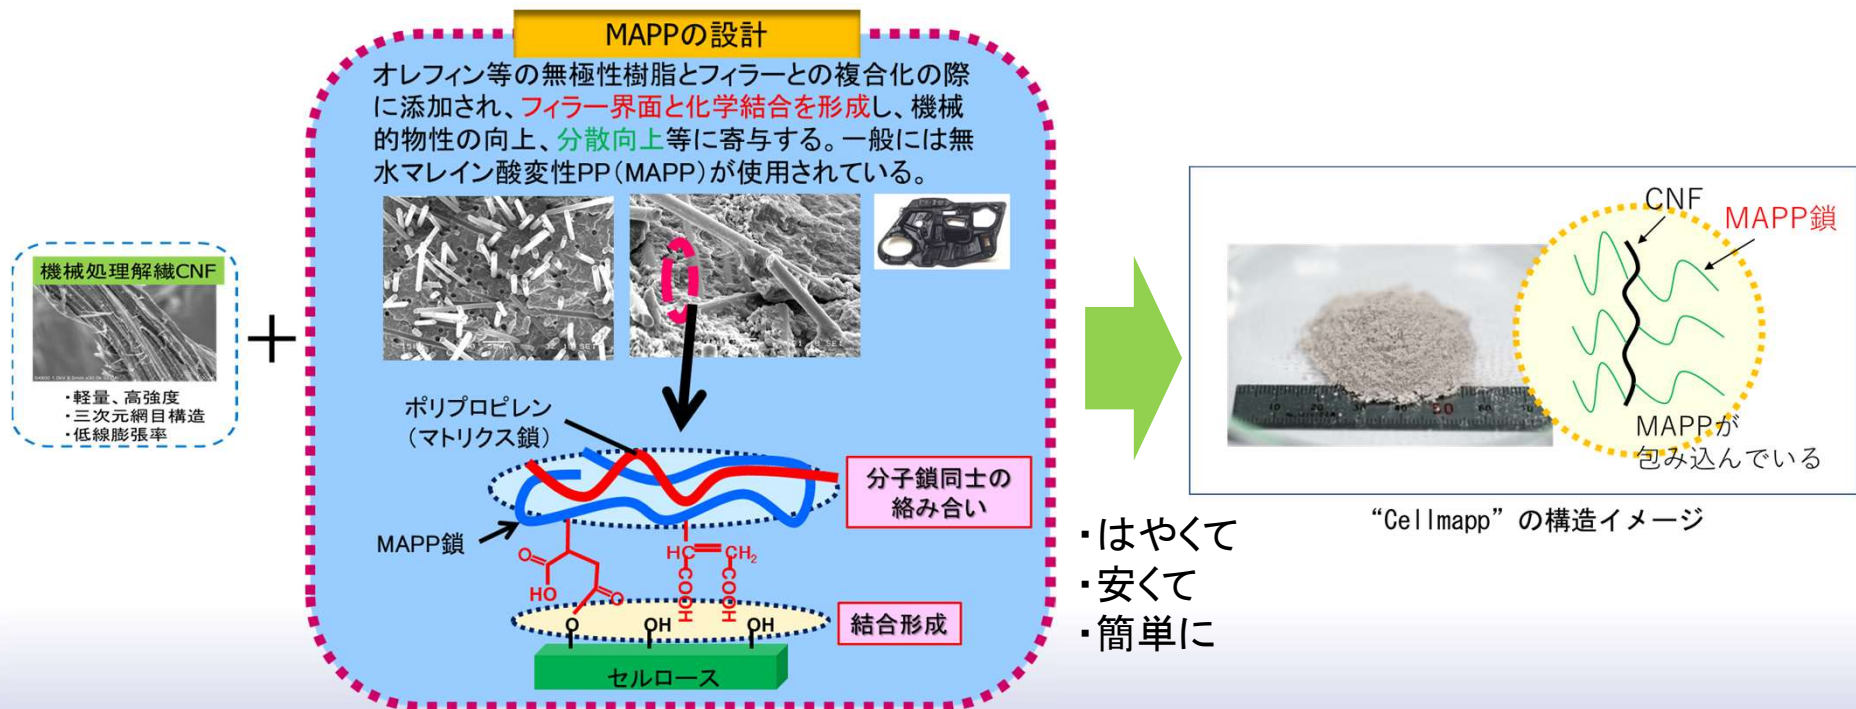 MAPPの設計
オレフィン等の無極性樹脂とフィラーとの複合化の際
に添加され、フィラー界面と化学結合を形成し、機械
的物性の向上、分散向上等に寄与する。一般には無
水マレイン酸変性PP(MAPP)が使用されている。
機械処理解繊CNF
・軽量、高強度
・三次元網目構造
・低線膨張率
+
ポリプロピレン
(マトリクス鎖)
分子鎖同士の
絡み合い
MAPP鎖
O
HO
O
HC=CH₂
COOH
COOH
O
OH
OH
結合形成
セルロース
・はやくて
・安くて
・簡単に
CNF
MAPP鎖
10 20 30 40 50 60 70
MAPPが
包み込んでいる
“Cellmapp”の構造イメージ